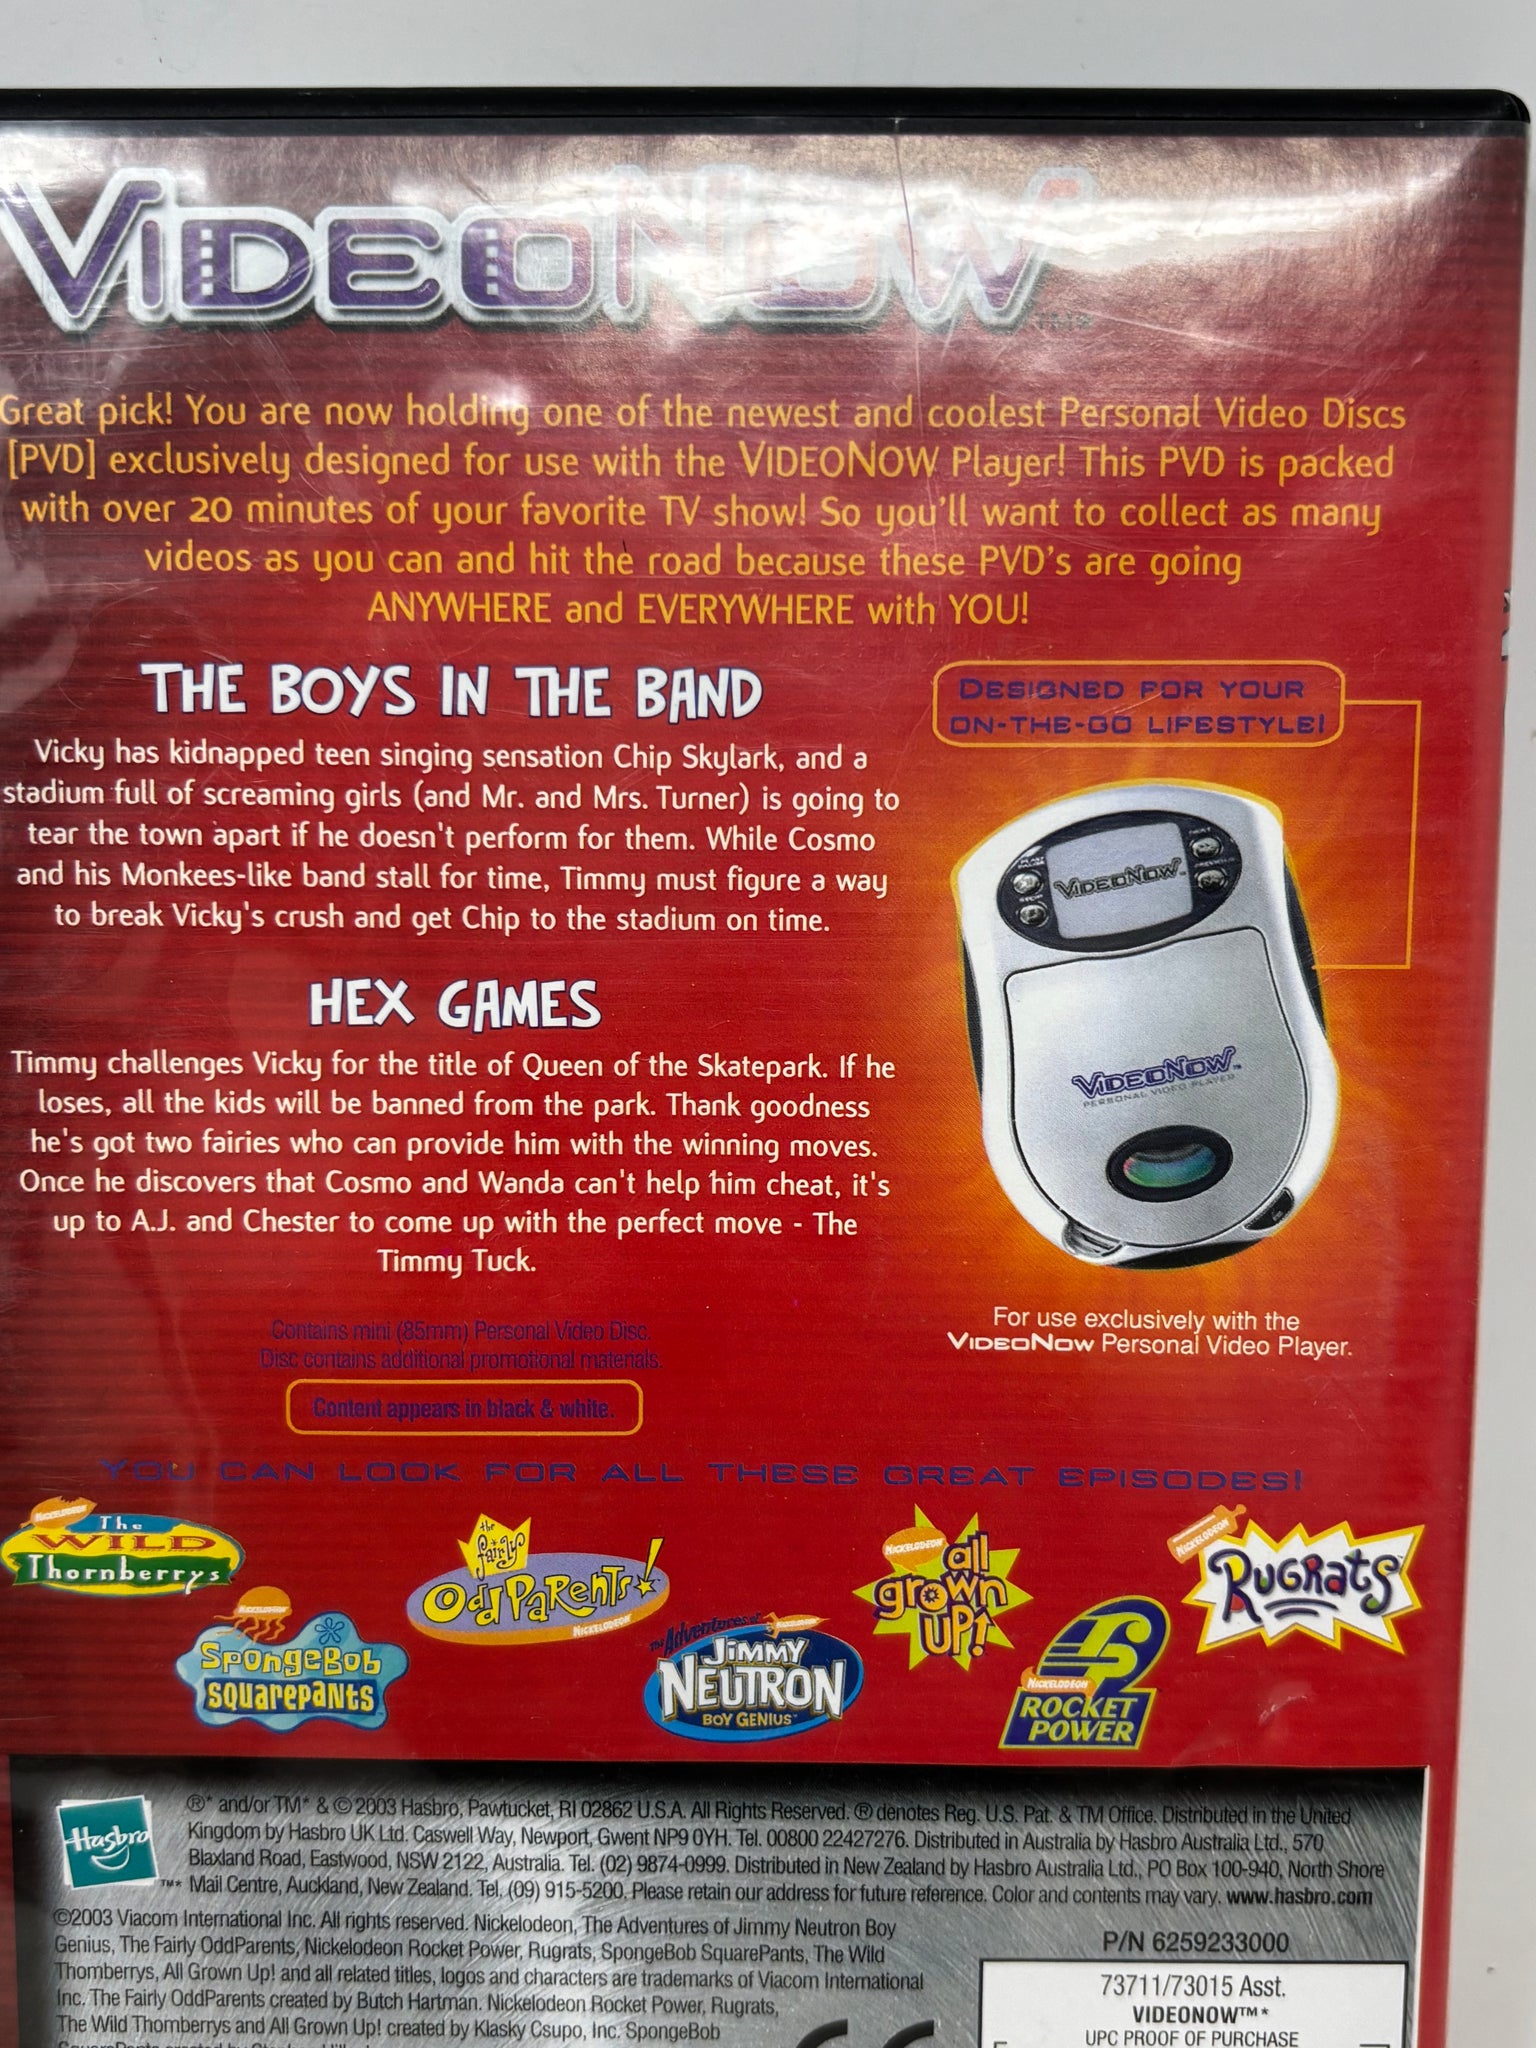 VIDEONOW™*
Great pick! You are now holding one of the newest and coolest Personal Video Discs
[PVD] exclusively designed for use with the VIDEONOW Player! This PVD is packed
with over 20 minutes of your favorite TV show! So you'll want to collect as many
videos as you can and hit the road because these PVD's are going
ANYWHERE and EVERYWHERE with YOU!
THE BOYS IN THE BAND
Vicky has kidnapped teen singing sensation Chip Skylark, and a
stadium full of screaming girls (and Mr. and Mrs. Turner) is going to
tear the town apart if he doesn't perform for them. While Cosmo
and his Monkees-like band stall for time, Timmy must figure a way
to break Vicky's crush and get Chip to the stadium on time.
HEX GAMES
Timmy challenges Vicky for the title of Queen of the Skatepark. If he
loses, all the kids will be banned from the park. Thank goodness
he's got two fairies who can provide him with the winning moves.
Once he discovers that Cosmo and Wanda can't help him cheat, it's
up to A.J. and Chester to come up with the perfect move - The
Timmy Tuck.
DESIGNED FOR YOUR
ON-THE-GO LIFESTYLE!
VIDEONOW™
STOP
VIDEONOW™
PERSONAL VIDEO PLAYER
For use exclusively with the
VIDEONOW Personal Video Player.
Contains mini (85mm) Personal Video Disc.
Disc contains additional promotional materials.
Content appears in black & white.
YOU CAN LOOK FOR ALL THESE GREAT EPISODES!
NICKELODEON
The
WILD
Thornberrys
NICKELODEON
SpongeBob
SQUAREPANTS
the
fairly
OddParents!
NICKELODEON
The Adventures of
NICKELODEON
JIMMY
NEUTRON
BOY GENIUS™
NICKELODEON
all
grown
UP!
NICKELODEON
ROCKET
POWER
NICKELODEON
RUGRATS
Hasbro
™*
®* and/or TM* & © 2003 Hasbro, Pawtucket, RI 02862 U.S.A. All Rights Reserved. ® denotes Reg. U.S. Pat. & TM Office. Distributed in the United
Kingdom by Hasbro UK Ltd. Caswell Way, Newport, Gwent NP9 0YH. Tel. 00800 22427276. Distributed in Australia by Hasbro Australia Ltd., 570
Blaxland Road, Eastwood, NSW 2122, Australia. Tel. (02) 9874-0999. Distributed in New Zealand by Hasbro Australia Ltd., PO Box 100-940, North Shore
Mail Centre, Auckland, New Zealand. Tel. (09) 915-5200. Please retain our address for future reference. Color and contents may vary. www.hasbro.com
©2003 Viacom International Inc. All rights reserved. Nickelodeon, The Adventures of Jimmy Neutron Boy
Genius, The Fairly OddParents, Nickelodeon Rocket Power, Rugrats, SpongeBob SquarePants, The Wild
Thornberrys, All Grown Up! and all related titles, logos and characters are trademarks of Viacom International
Inc. The Fairly OddParents created by Butch Hartman. Nickelodeon Rocket Power, Rugrats,
The Wild Thornberrys and All Grown Up! created by Klasky Csupo, Inc. SpongeBob
P/N 6259233000
73711/73015 Asst.
VIDEONOW™*
UPC PROOF OF PURCHASE